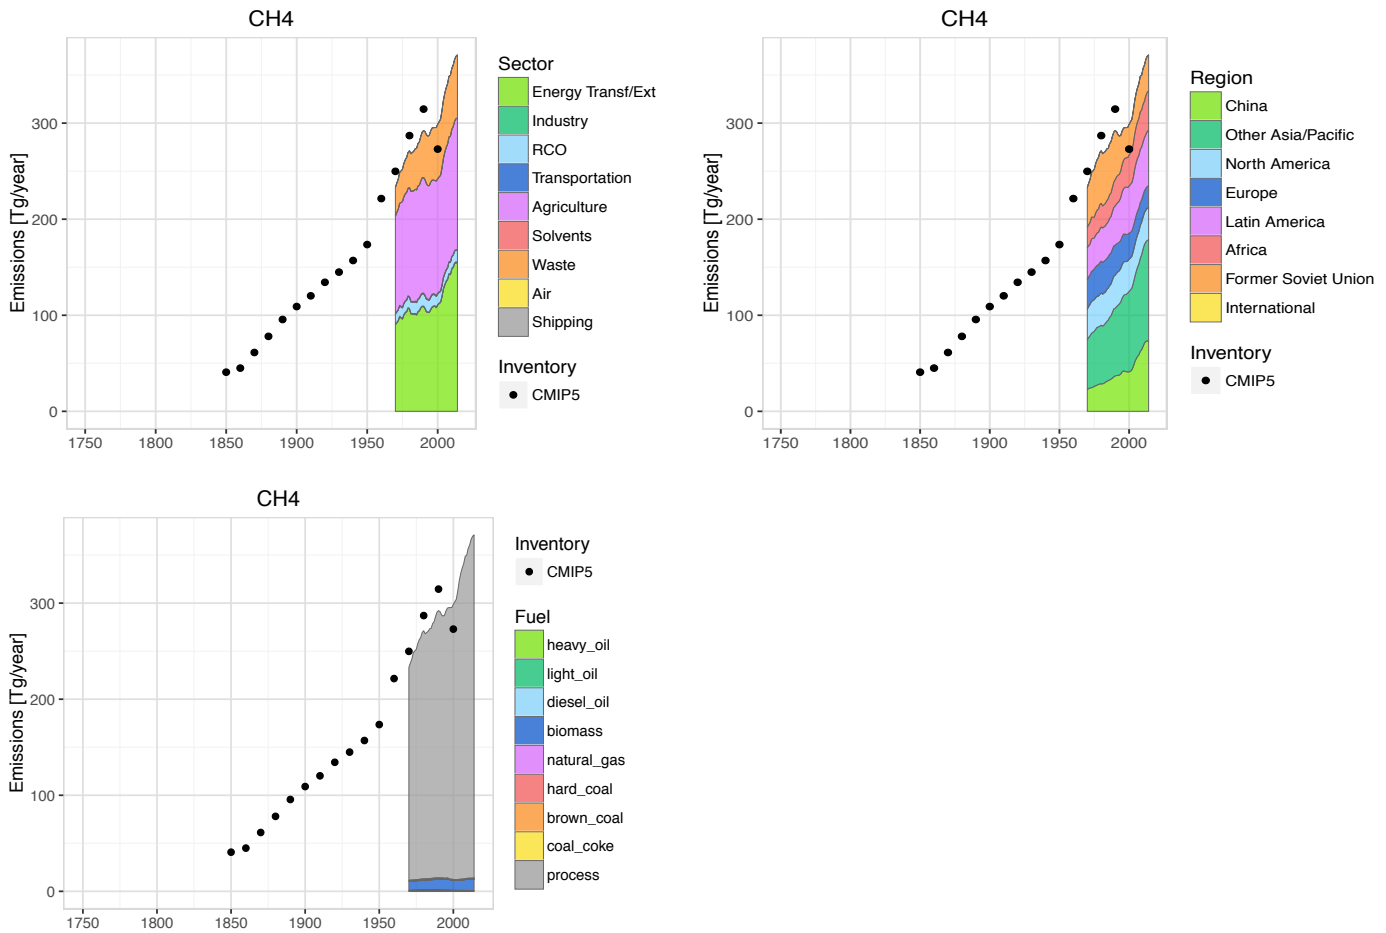 CH4
Emissions [Tg/year]
300
200
100
0
1750 1800 1850 1900 1950 2000
Sector
Energy Transf/Ext
Industry
RCO
Transportation
Agriculture
Solvents
Waste
Air
Shipping
Inventory
CMIP5
CH4
Emissions [Tg/year]
300
200
100
0
1750 1800 1850 1900 1950 2000
Region
China
Other Asia/Pacific
North America
Europe
Latin America
Africa
Former Soviet Union
International
Inventory
CMIP5
CH4
Emissions [Tg/year]
300
200
100
0
1750 1800 1850 1900 1950 2000
Inventory
CMIP5
Fuel
heavy_oil
light_oil
diesel_oil
biomass
natural_gas
hard_coal
brown_coal
coal_coke
process